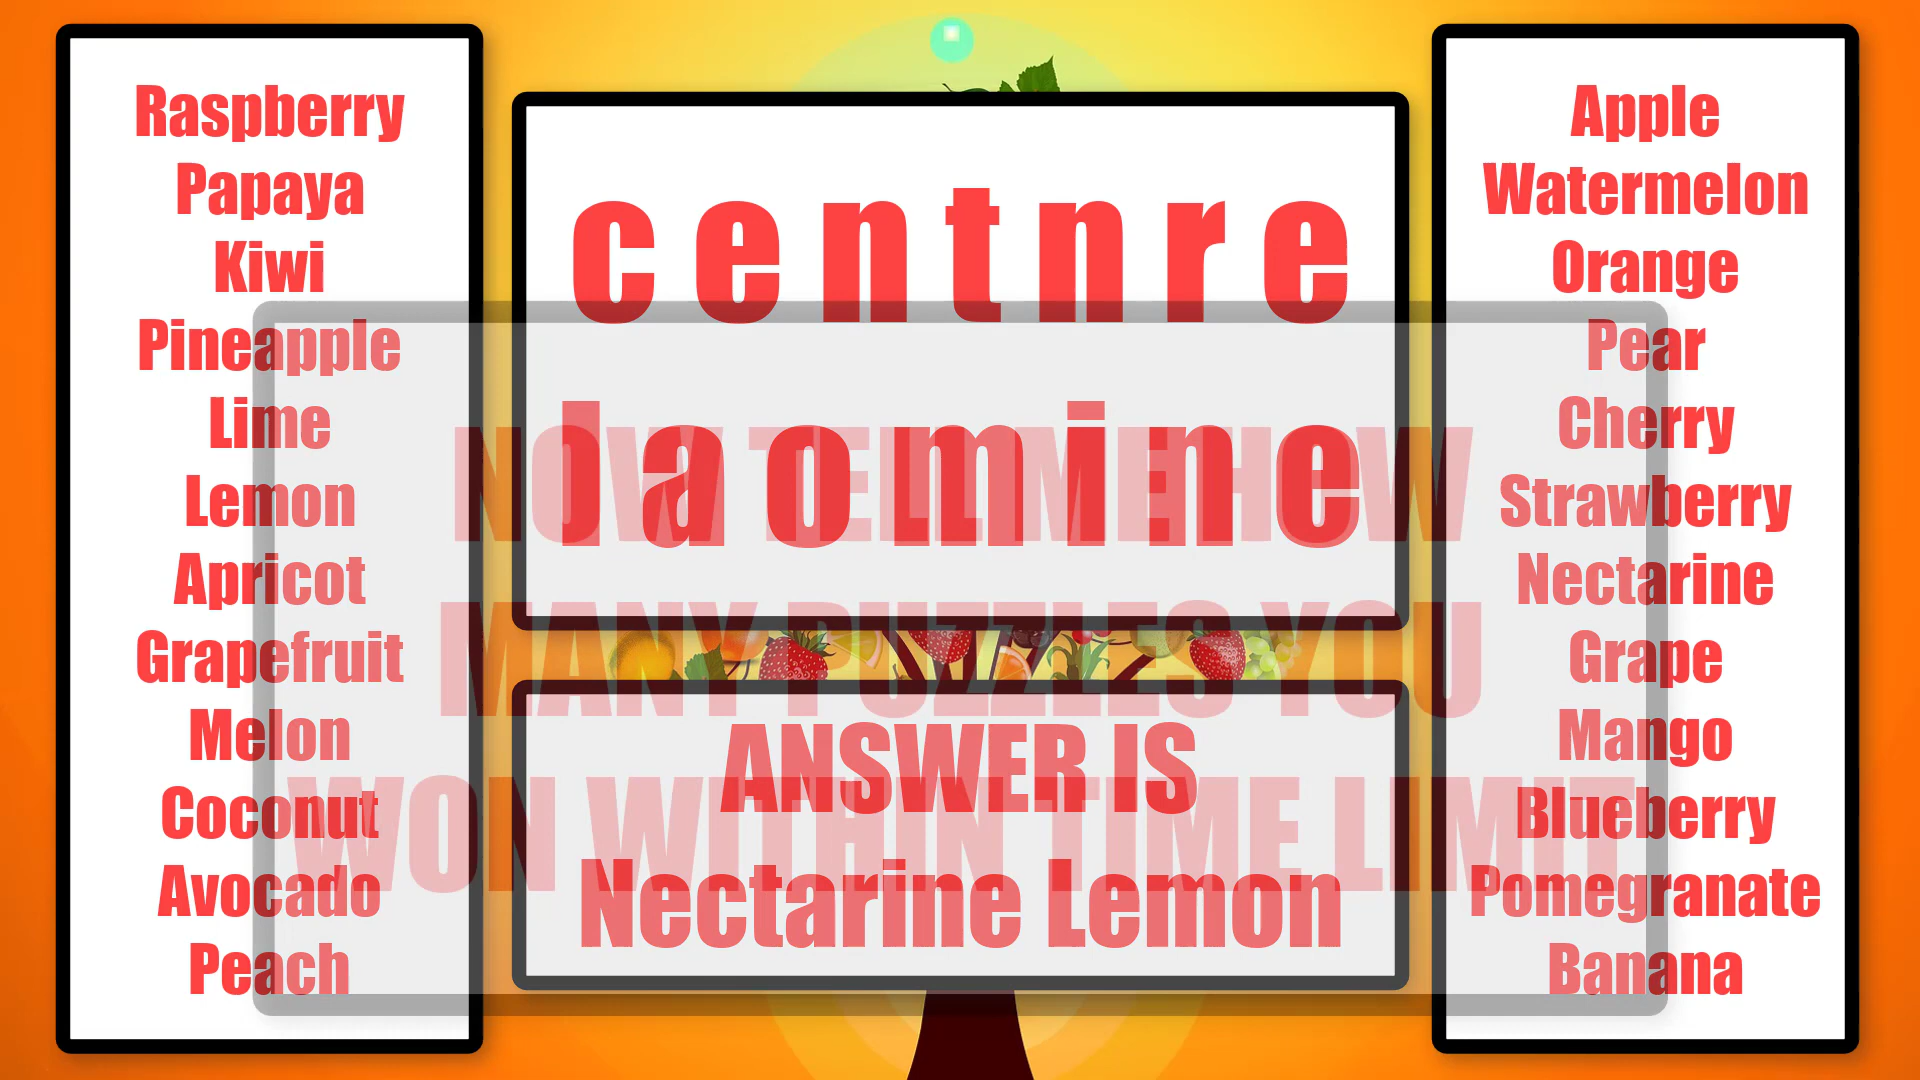 Raspberry
Papaya
Kiwi
Pineapple
Lime
Lemon
Apricot
Grapefruit
Melon
Coconut
Avocado
Peach
centnre
laomine
ANSWER IS
Nectarine Lemon
NOW TELL ME HOW
MANY PUZZLES YOU
WON WITHIN TIME LIMIT
Apple
Watermelon
Orange
Pear
Cherry
Strawberry
Nectarine
Grape
Mango
Blueberry
Pomegranate
Banana